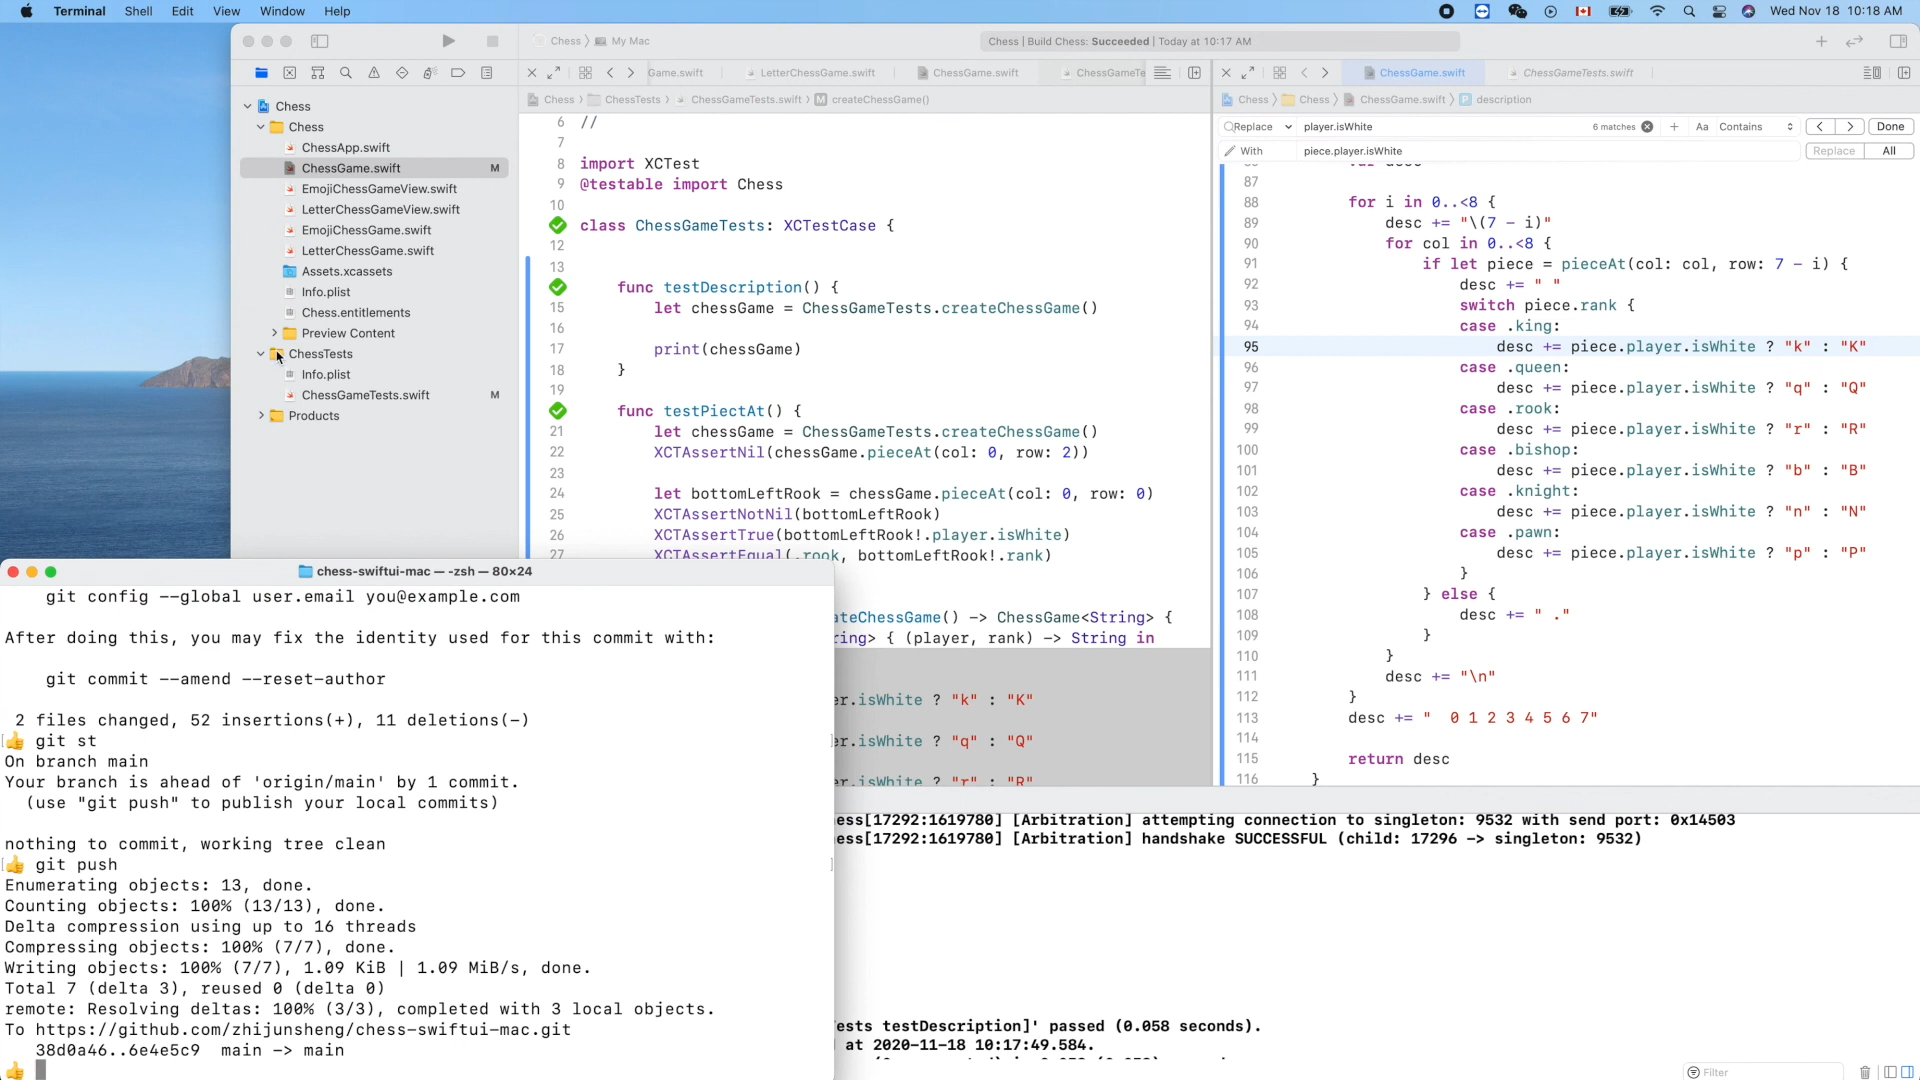 Terminal Shell Edit View Window Help
Wed Nov 18 10:18 AM
Chess My Mac
Chess | Build Chess: Succeeded | Today at 10:17 AM
Chess
Chess
ChessApp.swift
ChessGame.swift M
EmojiChessGameView.swift
LetterChessGameView.swift
EmojiChessGame.swift
LetterChessGame.swift
Assets.xcassets
Info.plist
Chess.entitlements
Preview Content
ChessTests
Info.plist
ChessGameTests.swift M
Products
Game.swift LetterChessGame.swift ChessGame.swift ChessGameTe
Chess ChessTests ChessGameTests.swift M createChessGame()
6 //
7
8 import XCTest
9 @testable import Chess
10
class ChessGameTests: XCTestCase {
12
13
func testDescription() {
15 let chessGame = ChessGameTests.createChessGame()
16
17 print(chessGame)
18 }
19
func testPiectAt() {
21 let chessGame = ChessGameTests.createChessGame()
22 XCTAssertNil(chessGame.pieceAt(col: 0, row: 2))
23
24 let bottomLeftRook = chessGame.pieceAt(col: 0, row: 0)
25 XCTAssertNotNil(bottomLeftRook)
26 XCTAssertTrue(bottomLeftRook!.player.isWhite)
27 XCTAssertEqual(.rook, bottomLeftRook!.rank)
ateChessGame() -> ChessGame<String> {
ring> { (player, rank) -> String in
er.isWhite ? "k" : "K"
er.isWhite ? "q" : "Q"
er.isWhite ? "r" : "R"
ChessGame.swift ChessGameTests.swift
Chess Chess ChessGame.swift P description
Replace player.isWhite 6 matches + Aa Contains Done
With piece.player.isWhite Replace All
87
88 for i in 0..<8 {
89 desc += "\(7 - i)"
90 for col in 0..<8 {
91 if let piece = pieceAt(col: col, row: 7 - i) {
92 desc += " "
93 switch piece.rank {
94 case .king:
95 desc += piece.player.isWhite ? "k" : "K"
96 case .queen:
97 desc += piece.player.isWhite ? "q" : "Q"
98 case .rook:
99 desc += piece.player.isWhite ? "r" : "R"
100 case .bishop:
101 desc += piece.player.isWhite ? "b" : "B"
102 case .knight:
103 desc += piece.player.isWhite ? "n" : "N"
104 case .pawn:
105 desc += piece.player.isWhite ? "p" : "P"
106 }
107 } else {
108 desc += " ."
109 }
110 }
111 desc += "\n"
112 }
113 desc += "  0 1 2 3 4 5 6 7"
114
115 return desc
116 }
chess-swiftui-mac — -zsh — 80×24
git config --global user.email you@example.com
After doing this, you may fix the identity used for this commit with:
git commit --amend --reset-author
2 files changed, 52 insertions(+), 11 deletions(-)
👍 git st
On branch main
Your branch is ahead of 'origin/main' by 1 commit.
(use "git push" to publish your local commits)
nothing to commit, working tree clean
👍 git push
Enumerating objects: 13, done.
Counting objects: 100% (13/13), done.
Delta compression using up to 16 threads
Compressing objects: 100% (7/7), done.
Writing objects: 100% (7/7), 1.09 KiB | 1.09 MiB/s, done.
Total 7 (delta 3), reused 0 (delta 0)
remote: Resolving deltas: 100% (3/3), completed with 3 local objects.
To https://github.com/zhijunsheng/chess-swiftui-mac.git
38d0a46..6e4e5c9 main -> main
👍
ess[17292:1619780] [Arbitration] attempting connection to singleton: 9532 with send port: 0x14503
ess[17292:1619780] [Arbitration] handshake SUCCESSFUL (child: 17296 -> singleton: 9532)
ests testDescription]' passed (0.058 seconds).
at 2020-11-18 10:17:49.584.
Filter